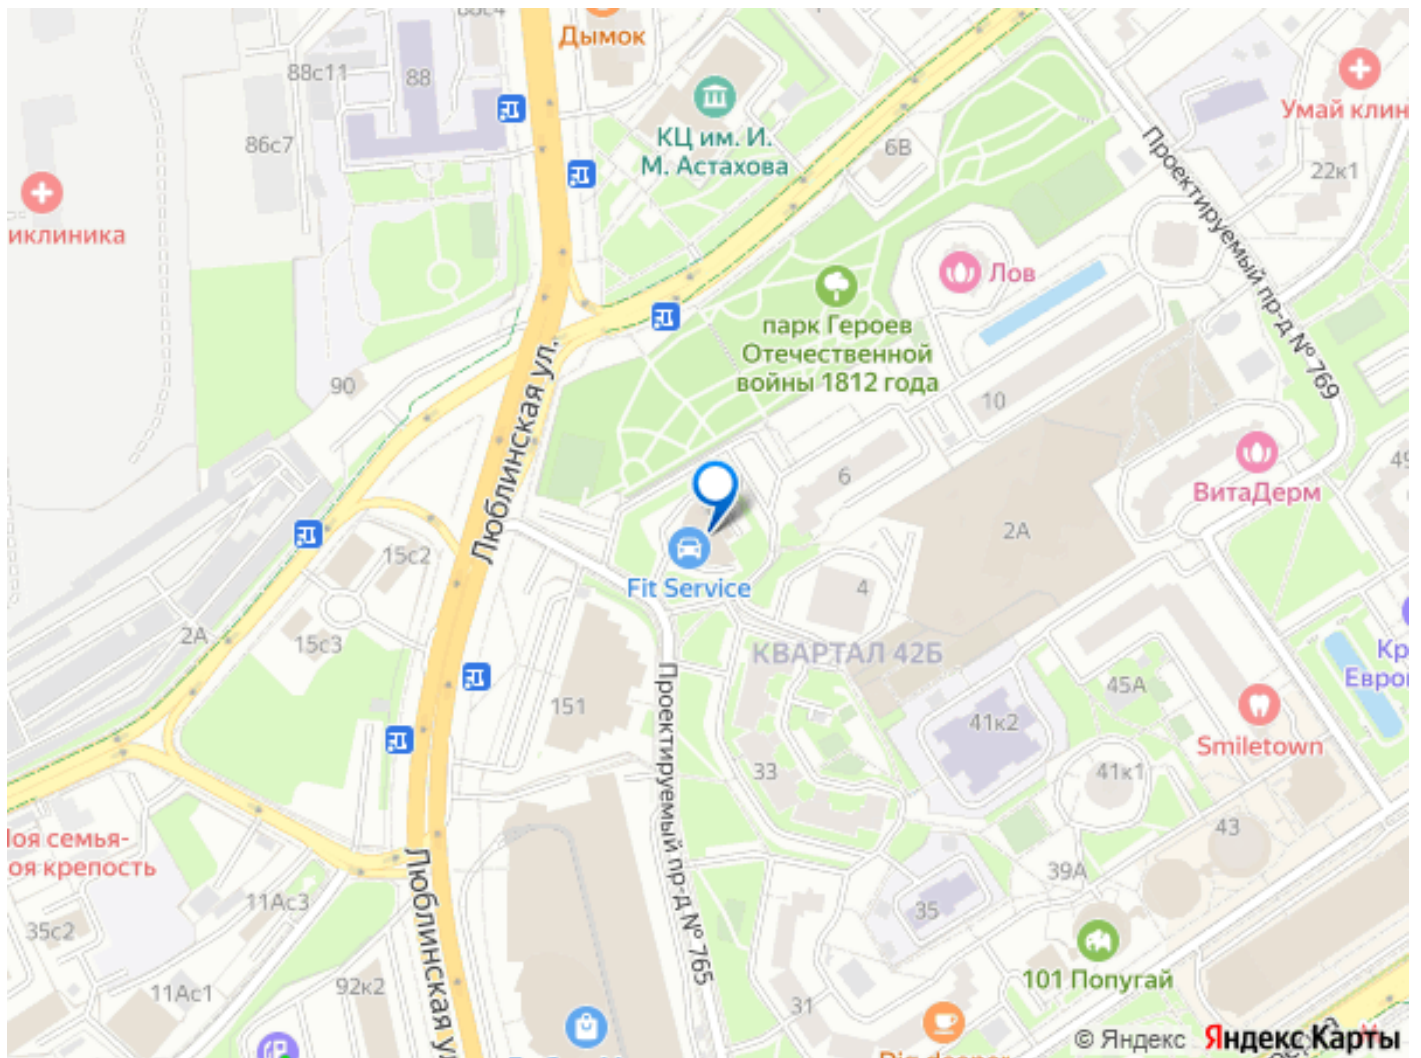 88с4
Дымок
88с11
88
86с7
КЦ им. И.
М. Астахова
6В
Умай клин
22к1
Проектируемый пр-д № 769
иклиника
Лов
парк Героев
Отечественной
войны 1812 года
90
Люблинская ул.
10
6
ВитаДерм
49
2А
15с2
Fit Service
4
2А
15с3
КВАРТАЛ 42Б
Кр
Евро
45А
151
41к2
Smiletown
Проектируемый пр-д № 765
33
41к1
43
Моя семья-
оя крепость
39А
11Ас3
35
35с2
Люблинская ул
101 Попугай
11Ас1
92к2
31
© Яндекс Яндекс Карты